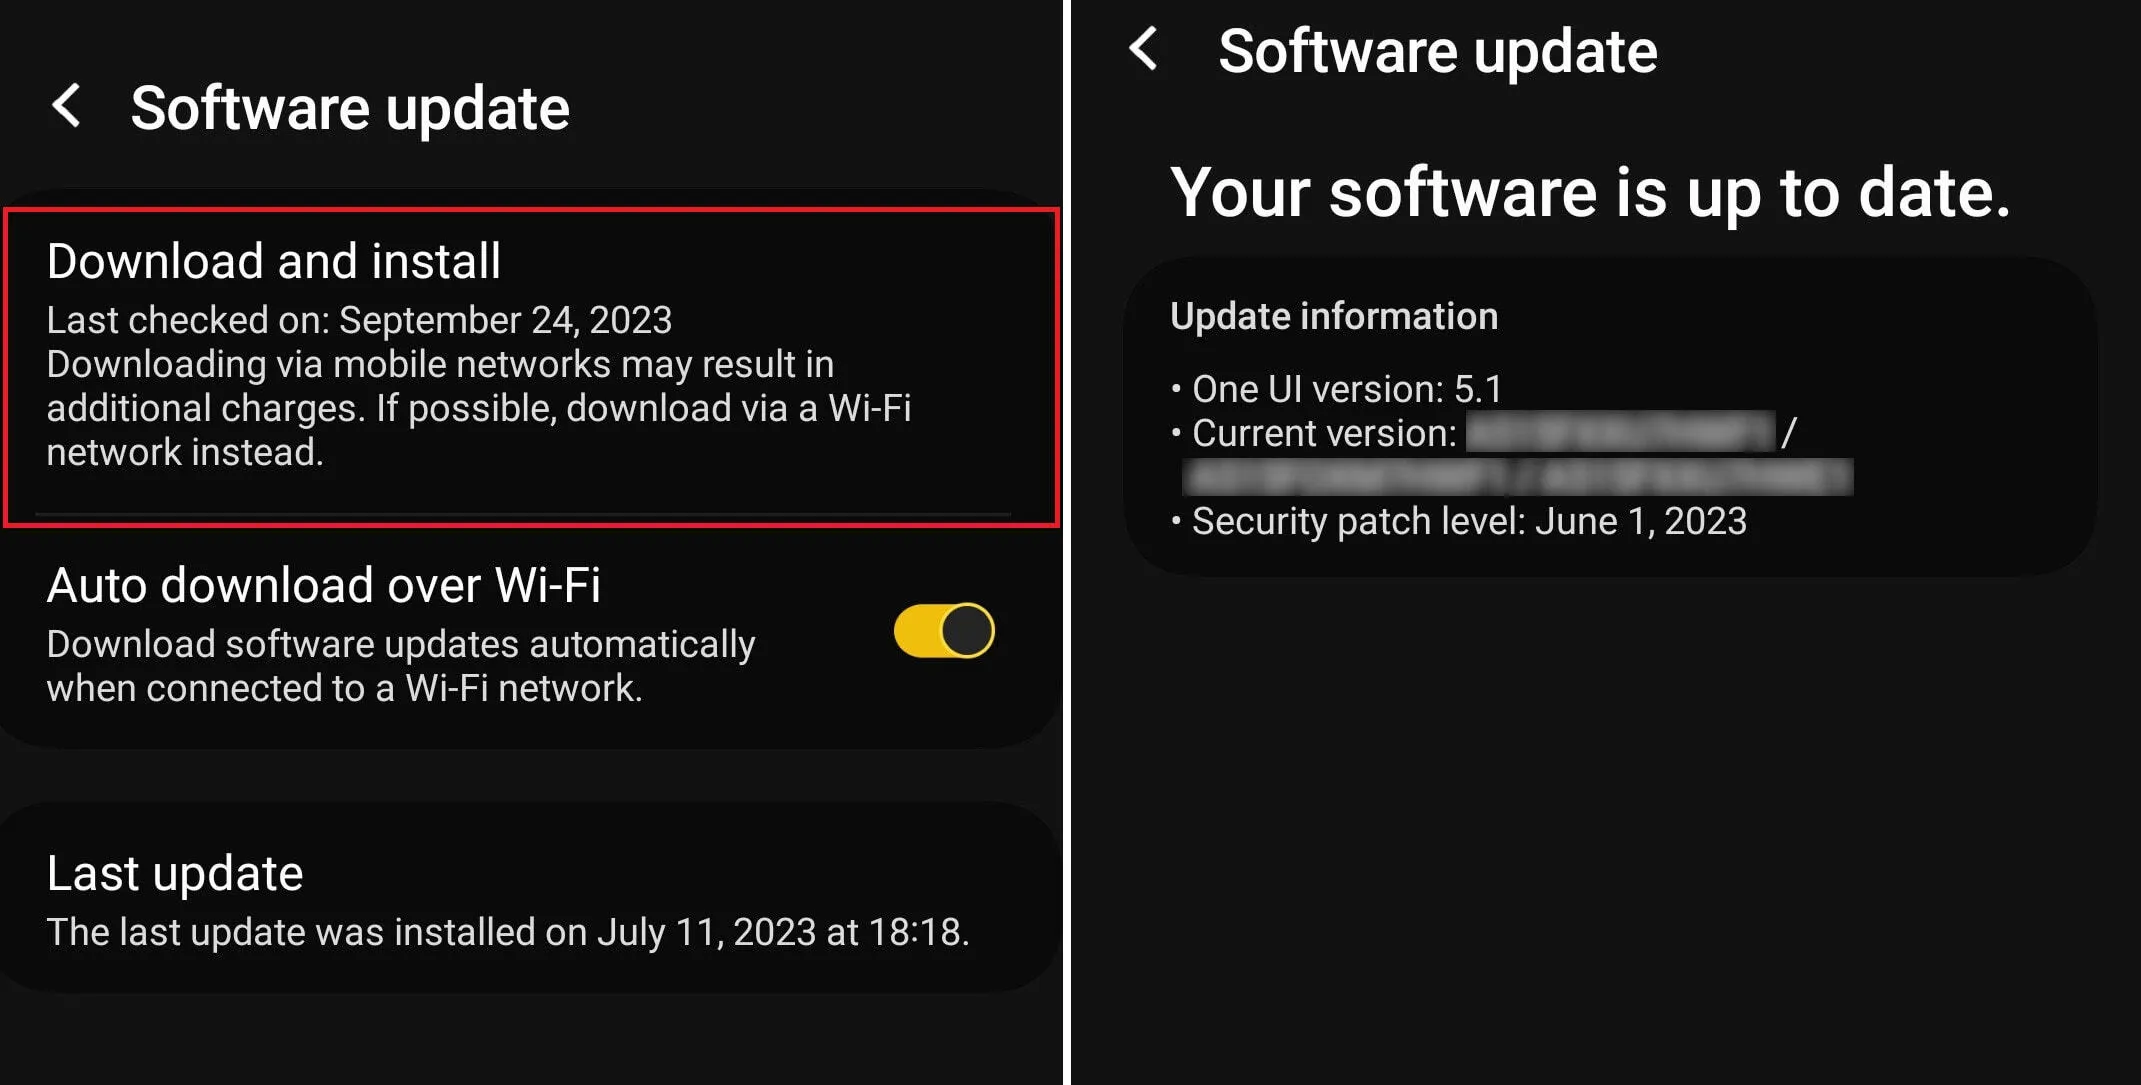 Software update
Download and install
Last checked on: September 24, 2023
Downloading via mobile networks may result in
additional charges. If possible, download via a Wi-Fi
network instead.
Auto download over Wi-Fi
Download software updates automatically
when connected to a Wi-Fi network.
Last update
The last update was installed on July 11, 2023 at 18:18.
Software update
Your software is up to date.
Update information
• One UI version: 5.1
• Current version: /
• Security patch level: June 1, 2023